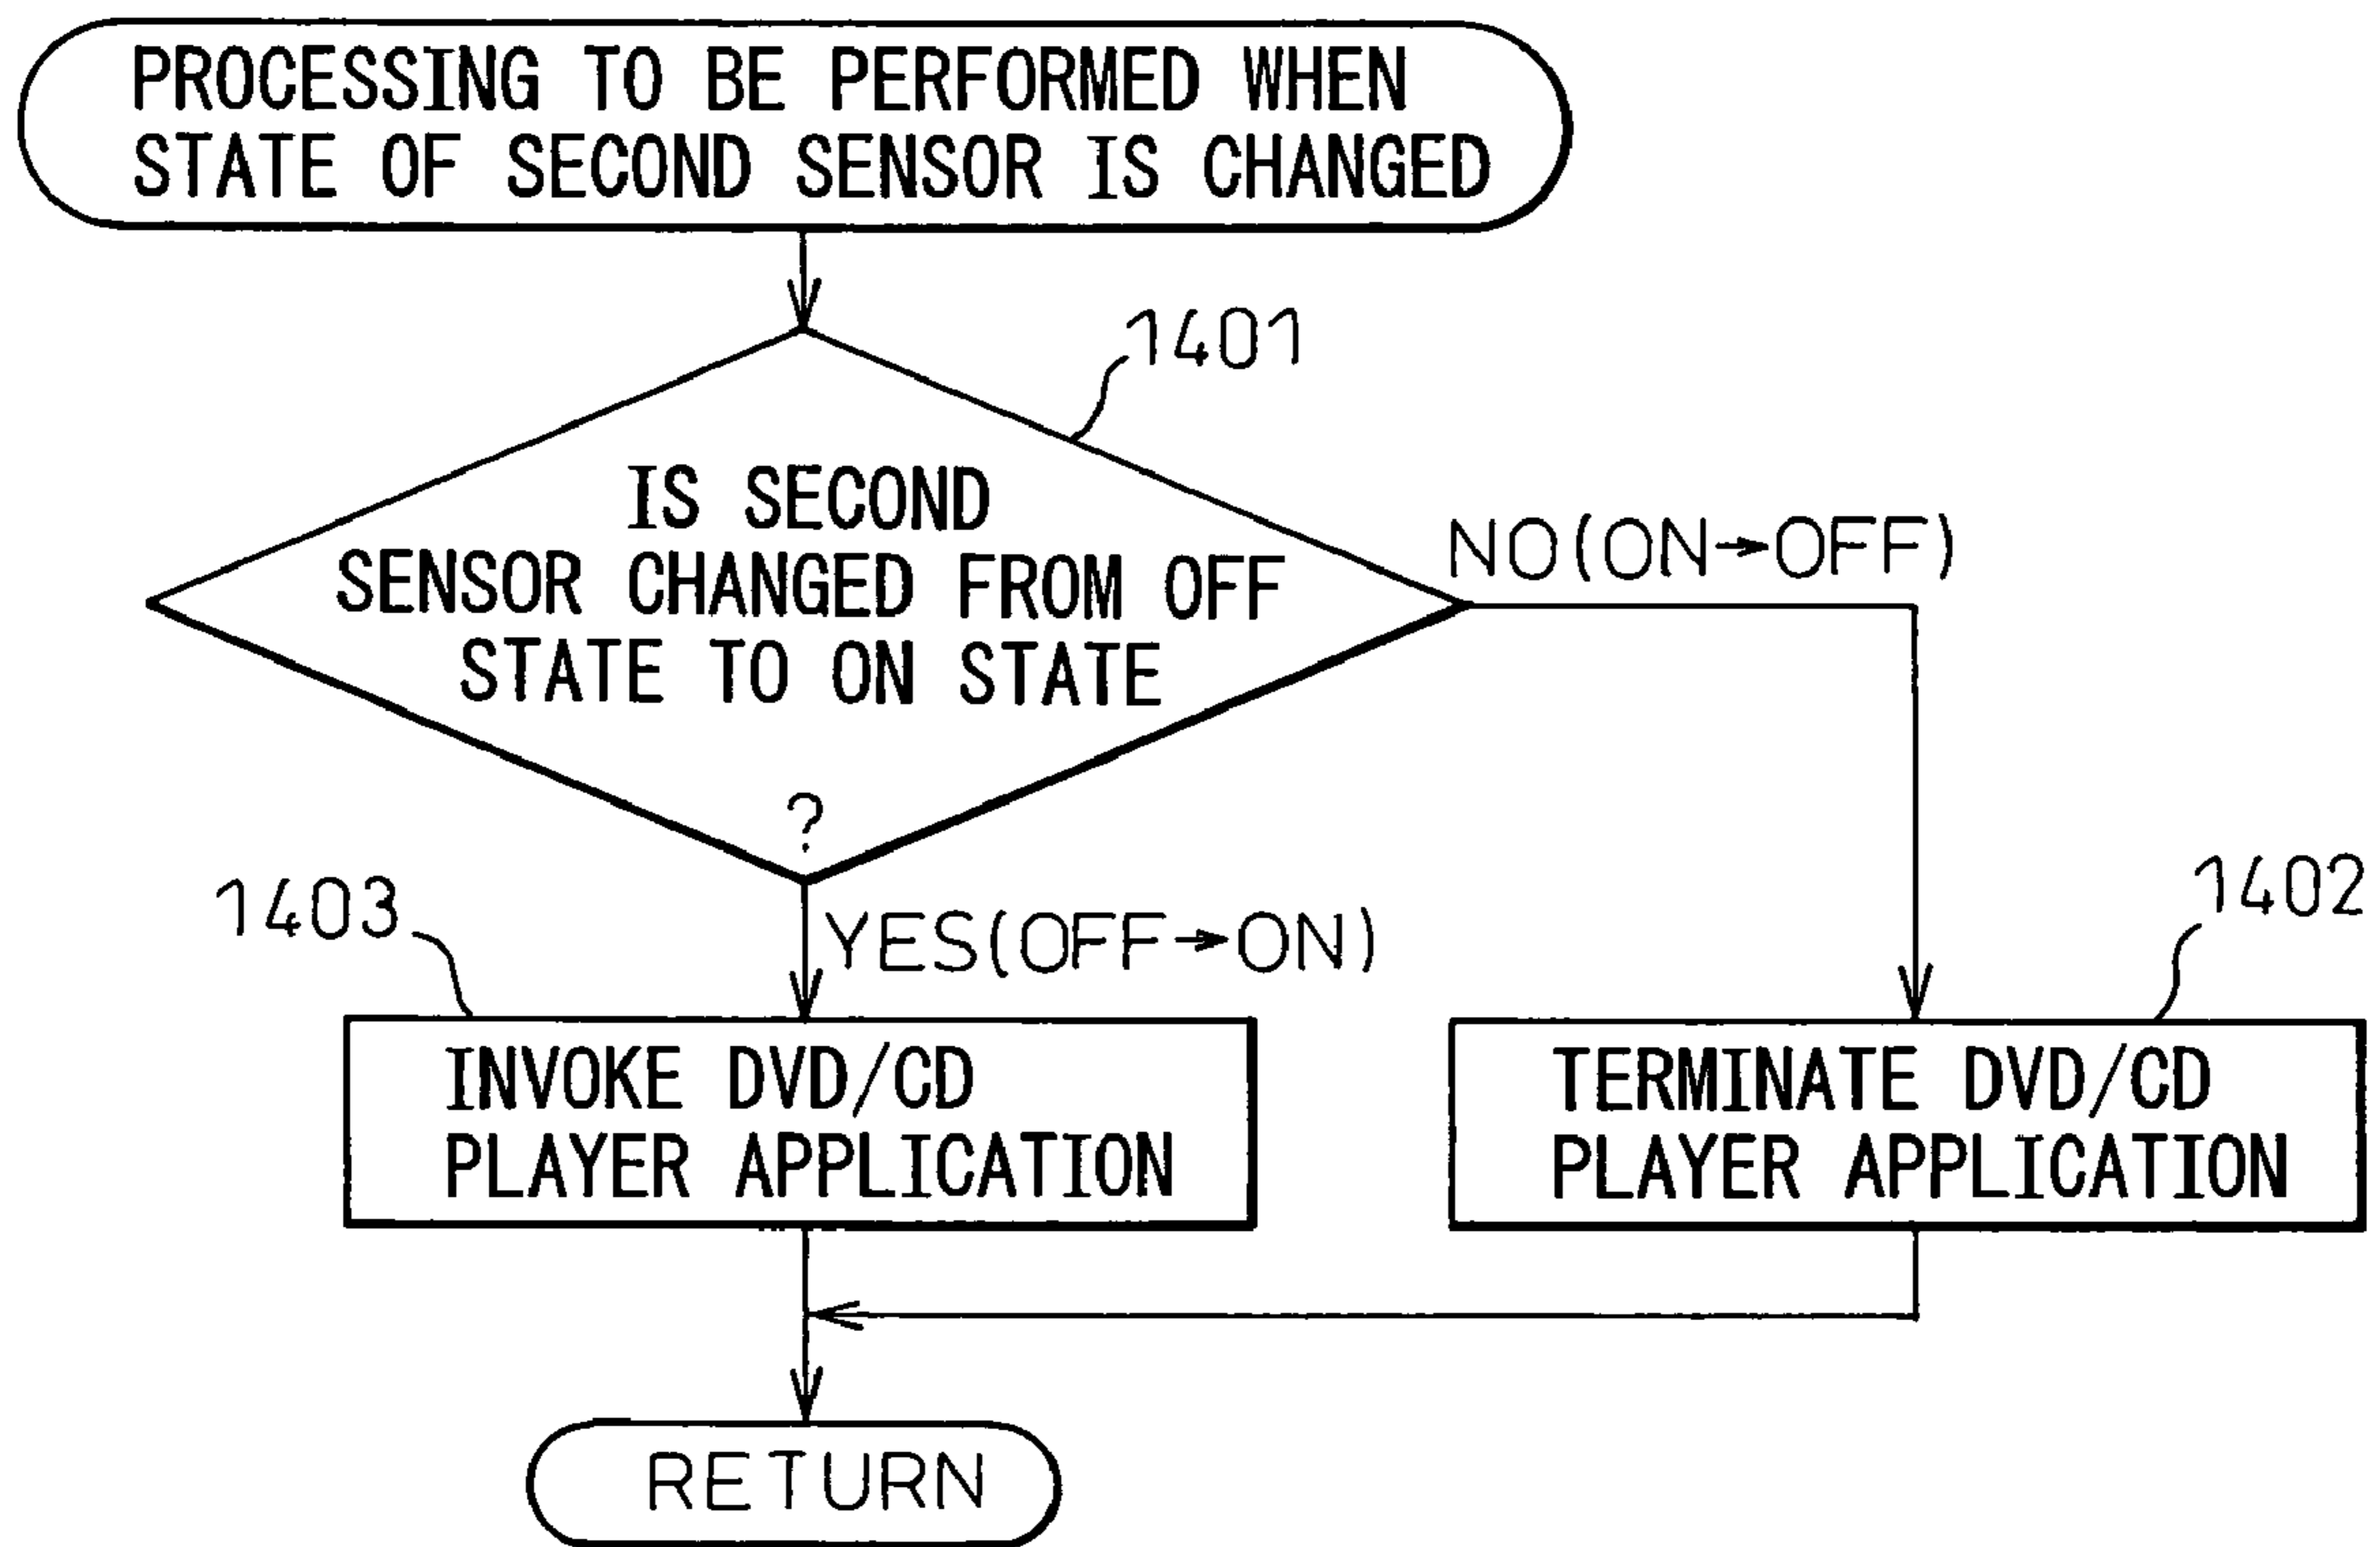 PROCESSING TO BE PERFORMED WHEN
STATE OF SECOND SENSOR IS CHANGED
1401
IS SECOND
SENSOR CHANGED FROM OFF
STATE TO ON STATE
?
NO(ON→OFF)
YES(OFF→ON)
1403
INVOKE DVD/CD
PLAYER APPLICATION
1402
TERMINATE DVD/CD
PLAYER APPLICATION
RETURN